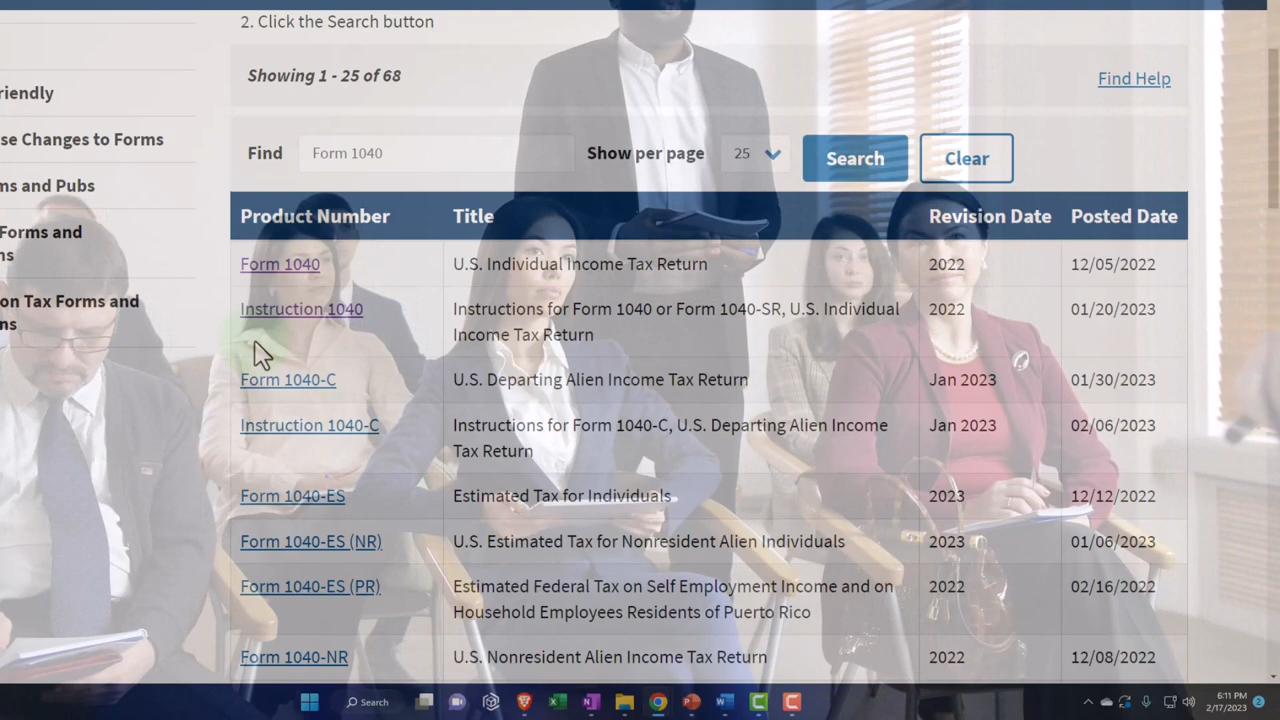 2. Click the Search button
Showing 1 - 25 of 68
Find Help
riendly
se Changes to Forms
ms and Pubs
Forms and
ns
on Tax Forms and
ns
Find Form 1040 Show per page 25 Search Clear
Product Number Title Revision Date Posted Date
Form 1040 U.S. Individual Income Tax Return 2022 12/05/2022
Instruction 1040 Instructions for Form 1040 or Form 1040-SR, U.S. Individual 2022 01/20/2023
Income Tax Return
Form 1040-C U.S. Departing Alien Income Tax Return Jan 2023 01/30/2023
Instruction 1040-C Instructions for Form 1040-C, U.S. Departing Alien Income Jan 2023 02/06/2023
Tax Return
Form 1040-ES Estimated Tax for Individuals 2023 12/12/2022
Form 1040-ES (NR) U.S. Estimated Tax for Nonresident Alien Individuals 2023 01/06/2023
Form 1040-ES (PR) Estimated Federal Tax on Self Employment Income and on 2022 02/16/2022
Household Employees Residents of Puerto Rico
Form 1040-NR U.S. Nonresident Alien Income Tax Return 2022 12/08/2022
Search
6:11 PM
2/17/2023
2